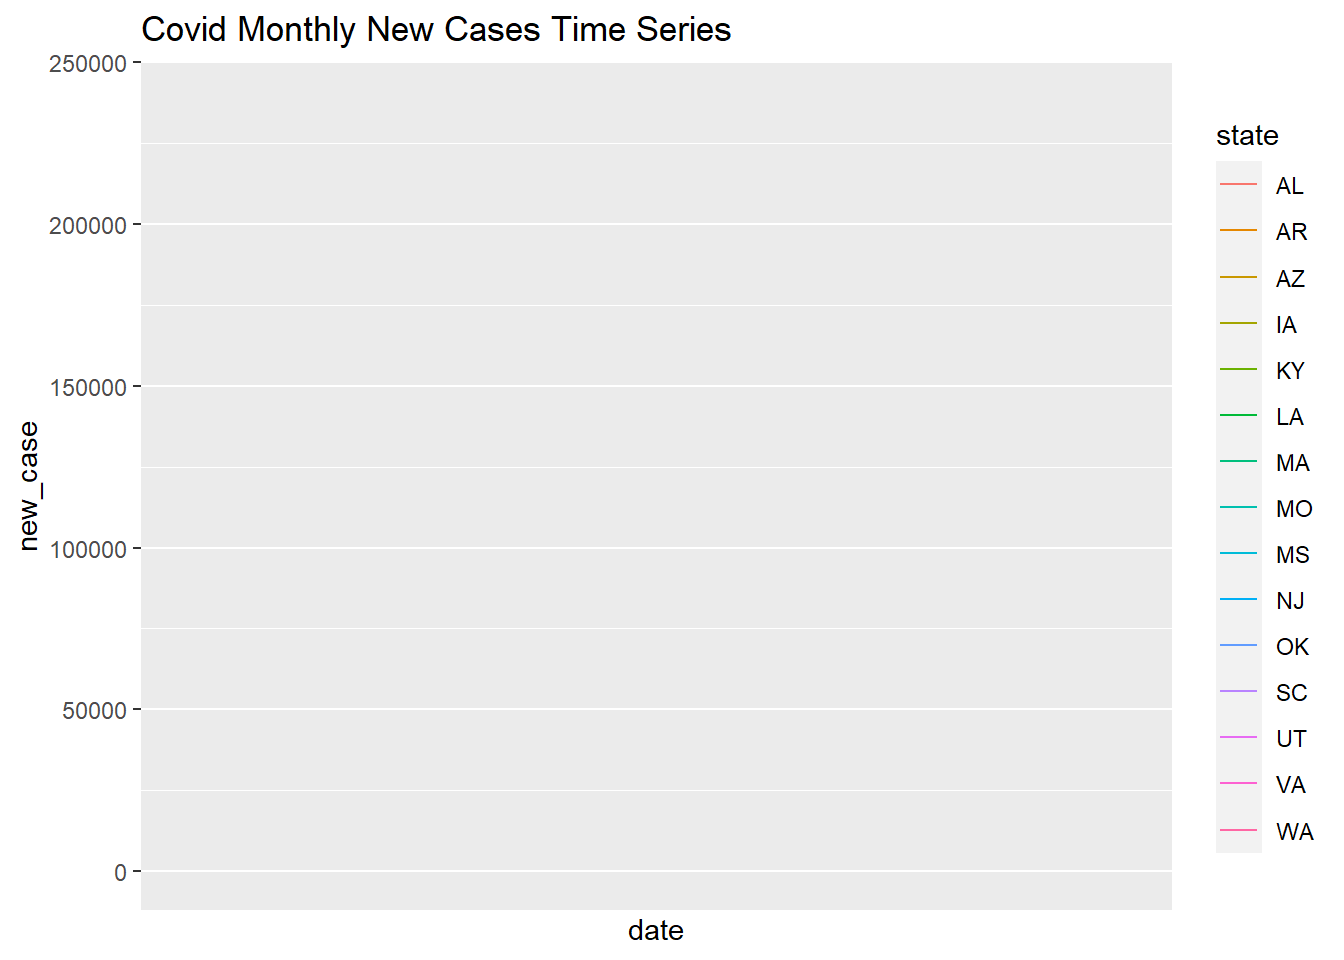 Covid Monthly New Cases Time Series
250000
200000
150000
100000
50000
0
new_case
date
state
AL
AR
AZ
IA
KY
LA
MA
MO
MS
NJ
OK
SC
UT
VA
WA